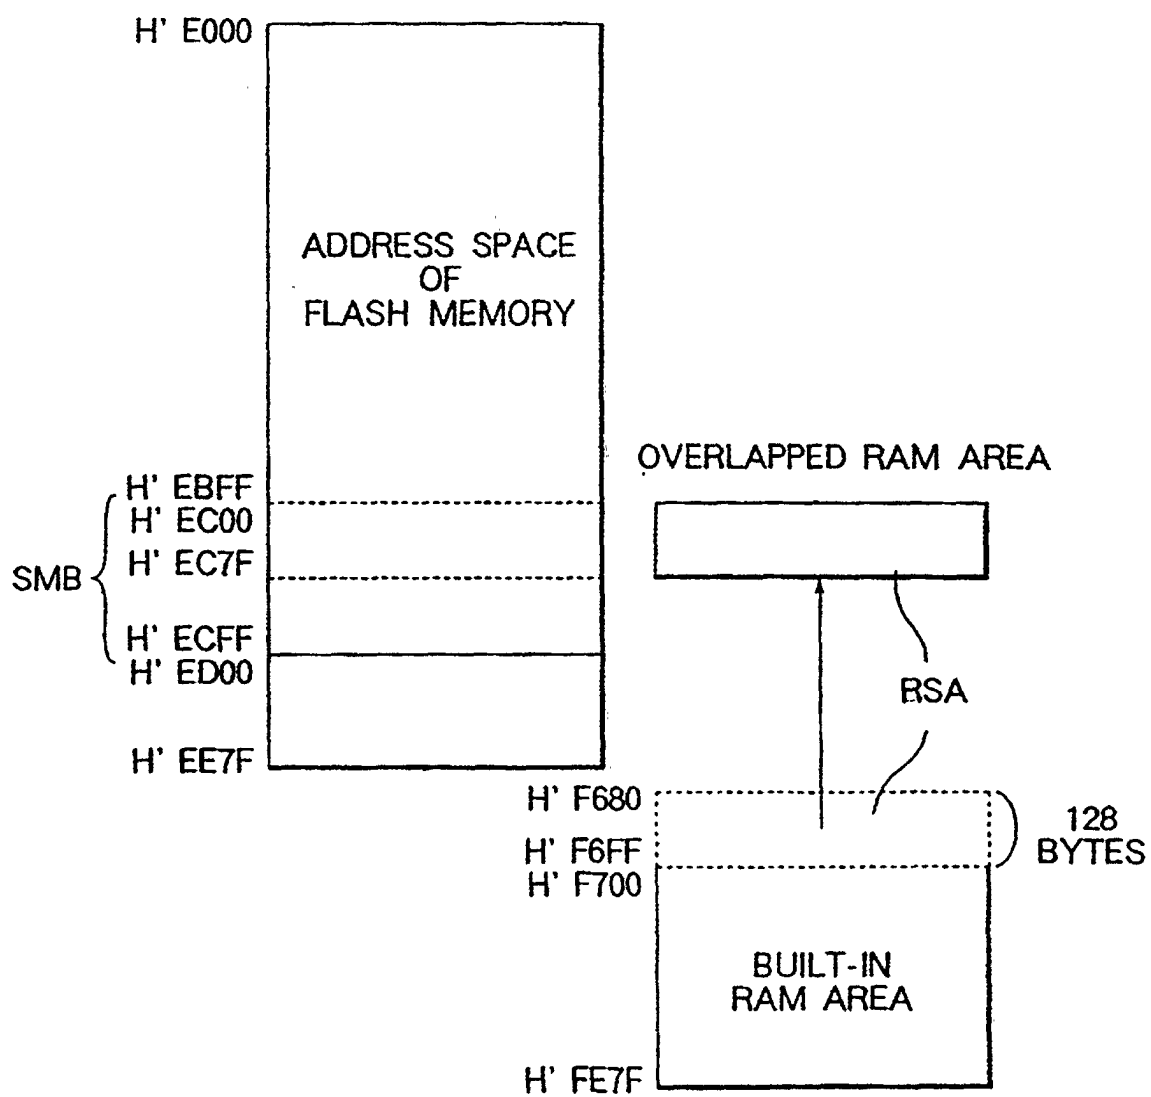 H' E000
ADDRESS SPACE
OF
FLASH MEMORY
OVERLAPPED RAM AREA
H' EBFF
H' EC00
H' EC7F
SMB
H' ECFF
H' ED00
RSA
H' EE7F
H' F680
128
BYTES
H' F6FF
H' F700
BUILT-IN
RAM AREA
H' FE7F